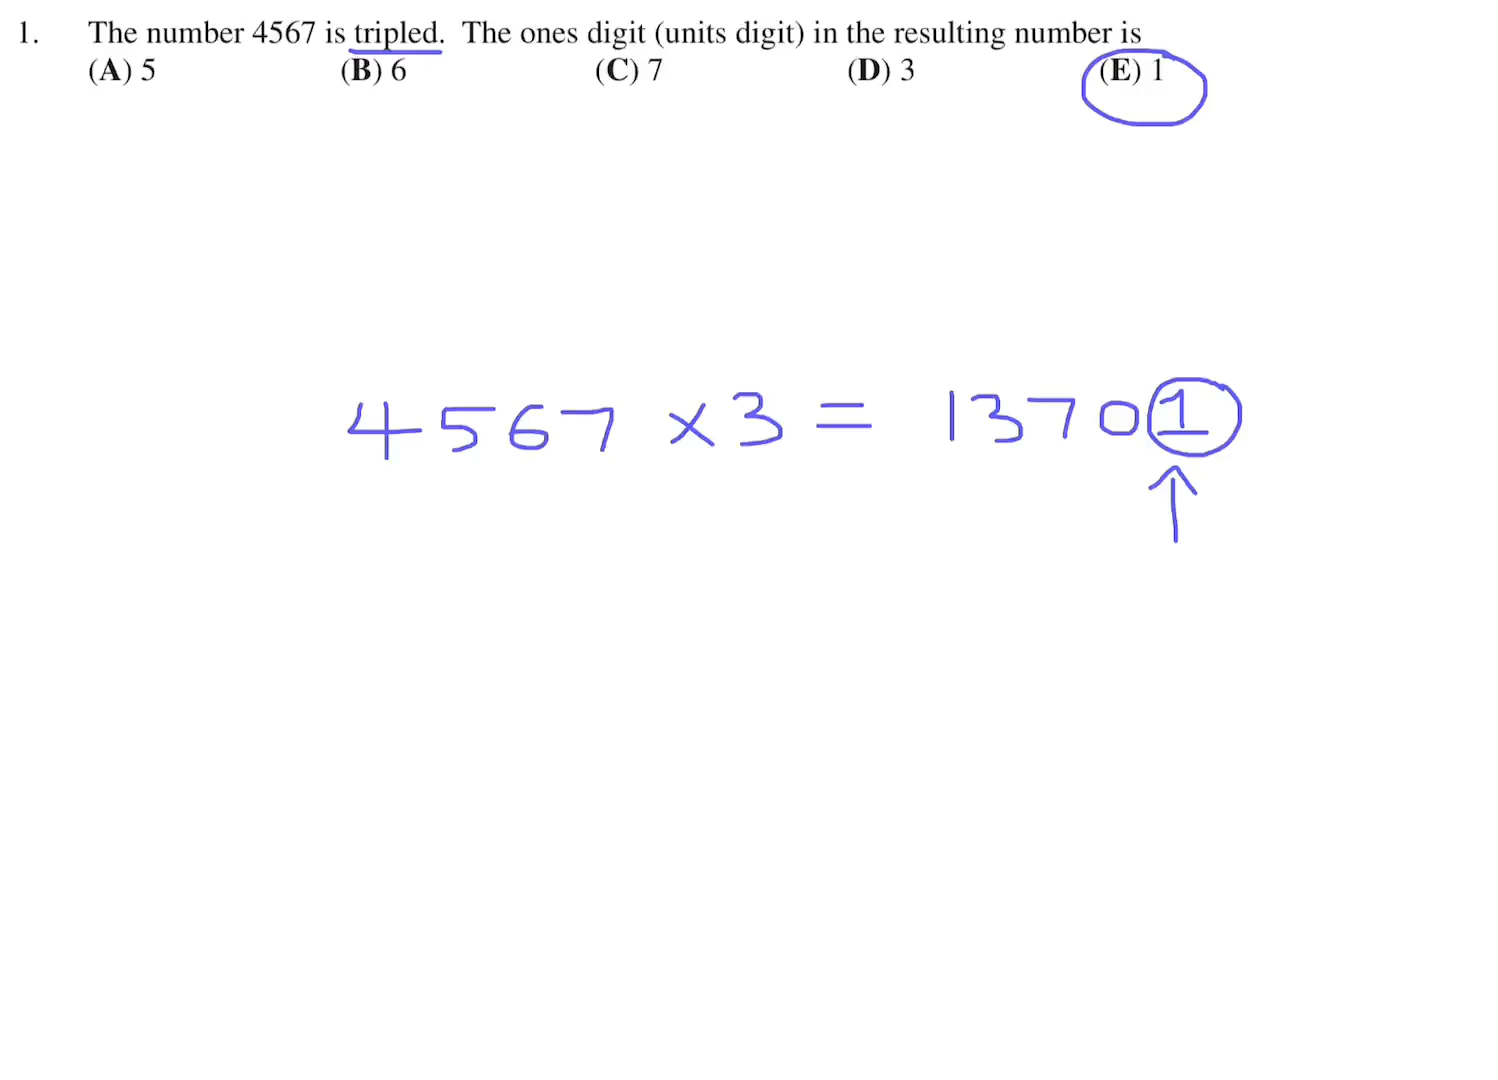 1. The number 4567 is tripled. The ones digit (units digit) in the resulting number is
(A) 5 (B) 6 (C) 7 (D) 3 (E) 1
4567 × 3 = 13701